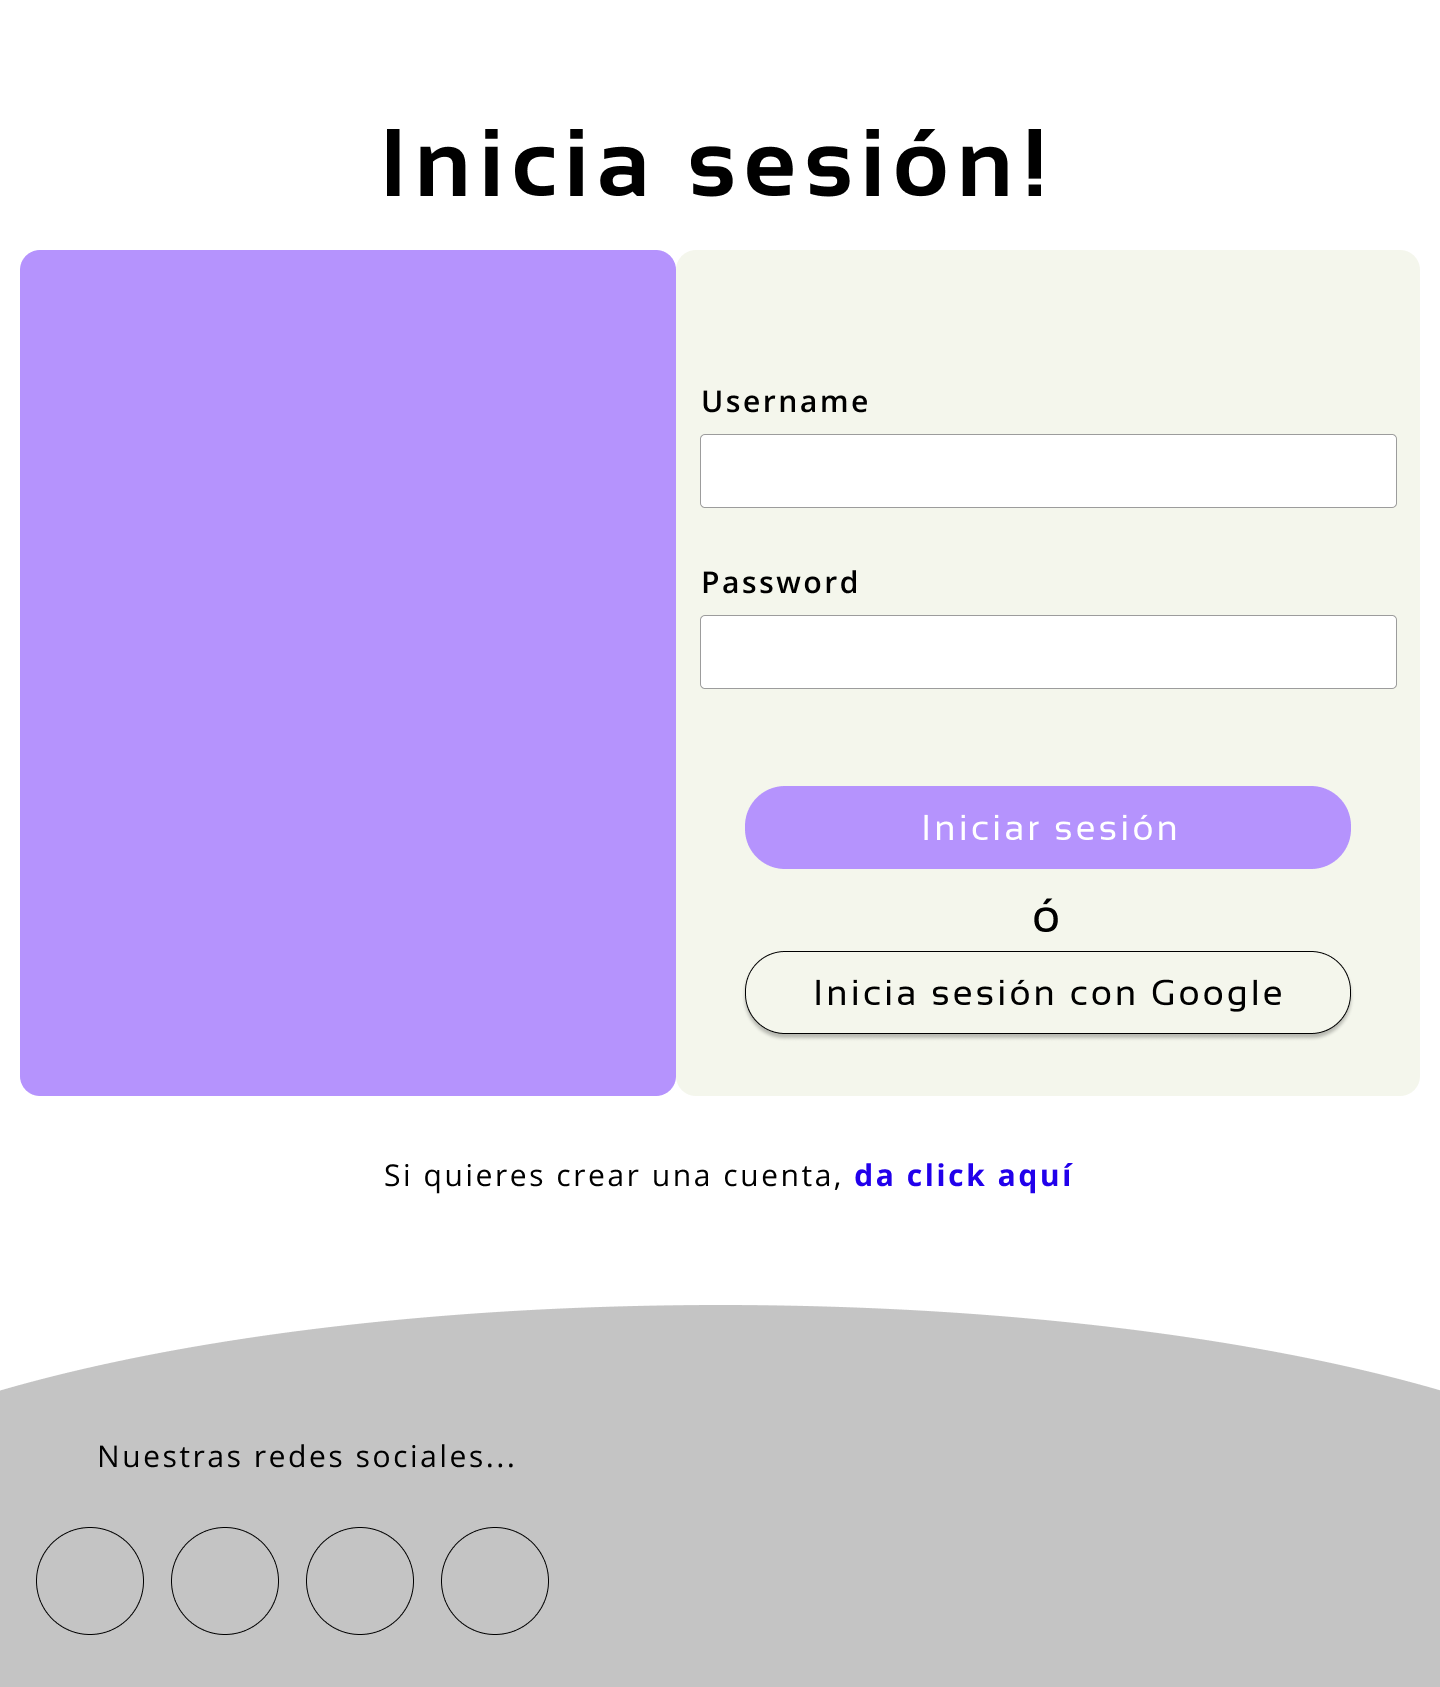 Inicia sesión!
Username
Password
Iniciar sesión
ó
Inicia sesión con Google
Si quieres crear una cuenta, da click aquí
Nuestras redes sociales...